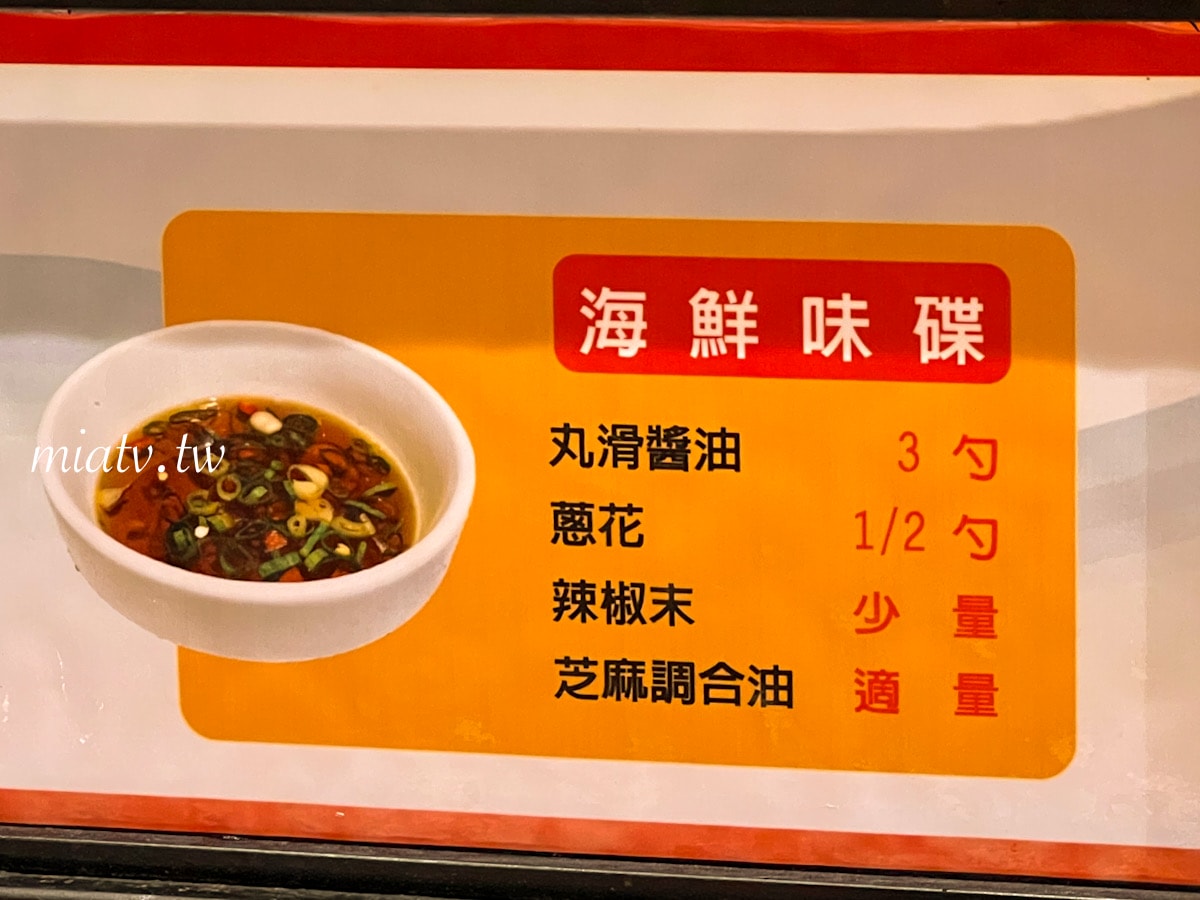 海鮮味碟
miatv.tw
丸滑醬油 3 勺
蔥花 1/2 勺
辣椒末 少量
芝麻調合油 適量